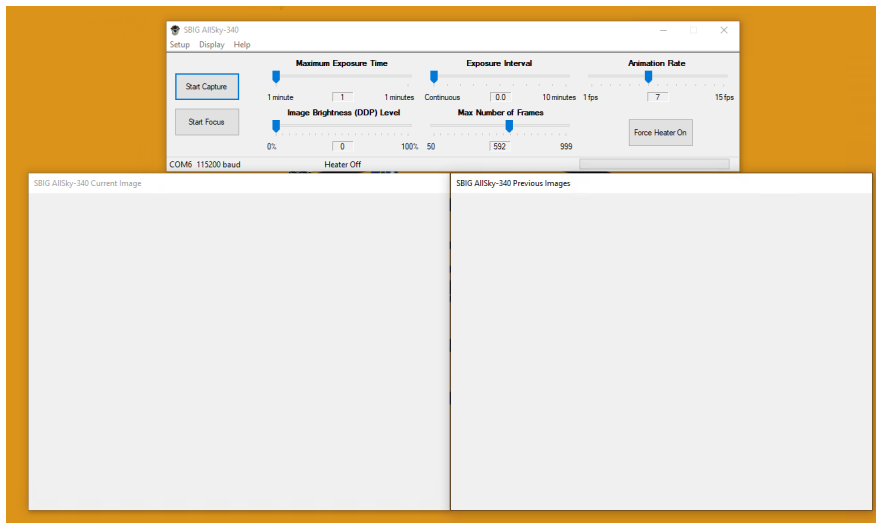 SBIG AllSky-340
Setup Display Help
Maximum Exposure Time Exposure Interval Animation Rate
Start Capture
1 minute 1 1 minutes Continuous 0.0 10 minutes 1 fps 7 15 fps
Image Brightness (DDP) Level Max Number of Frames
Start Focus
Force Heater On
0% 0 100% 50 592 999
COM6 115200 baud Heater Off
SBIG AllSky-340 Current Image SBIG AllSky-340 Previous Images